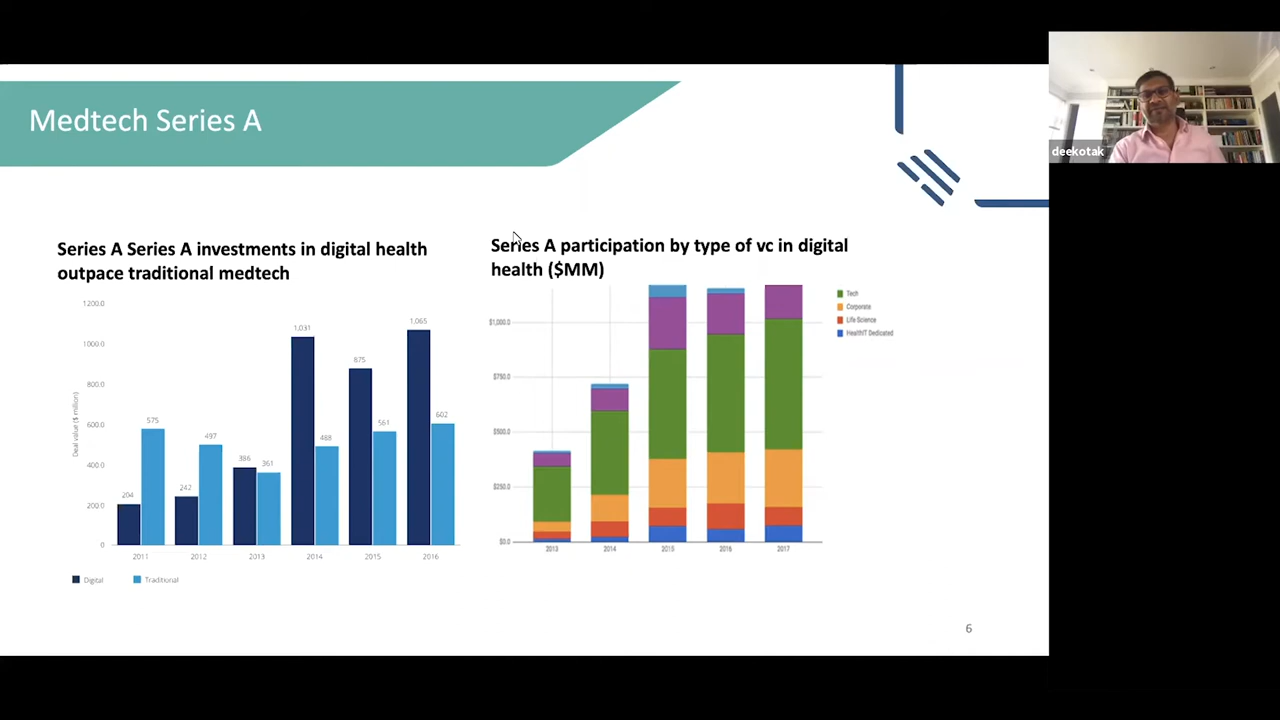 Medtech Series A
deekotak
Series A Series A investments in digital health
outpace traditional medtech
1200.0
1000.0
800.0
600.0
400.0
200.0
0
Deal value ($ million)
204
575
242
497
386
361
1,031
488
875
561
1,065
602
2011
2012
2013
2014
2015
2016
Digital
Traditional
Series A participation by type of vc in digital
health ($MM)
$1,000.0
$750.0
$500.0
$250.0
$0.0
2013
2014
2015
2016
2017
Tech
Corporate
Life Science
HealthIT Dedicated
6